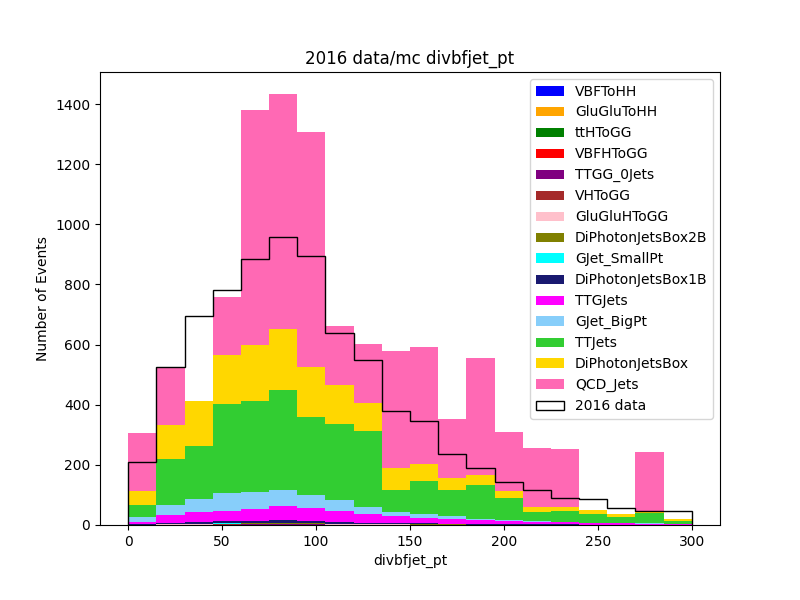 2016 data/mc divbfjet_pt
Number of Events
1400
1200
1000
800
600
400
200
0
0
50
100
150
200
250
300
divbfjet_pt
VBFToHH
GluGluToHH
ttHToGG
VBFHToGG
TTGG_0Jets
VHToGG
GluGluHToGG
DiPhotonJetsBox2B
GJet_SmallPt
DiPhotonJetsBox1B
TTGJets
GJet_BigPt
TTJets
DiPhotonJetsBox
QCD_Jets
2016 data